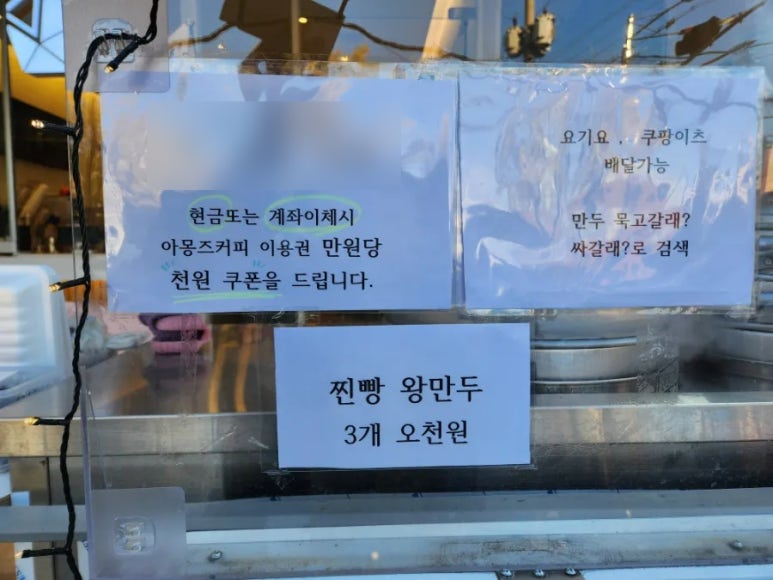 현금또는 계좌이체시
아몽즈커피 이용권 만원당
천원 쿠폰을 드립니다.
요기요 . 쿠팡이츠
배달가능
만두 묵고갈래?
싸갈래?로 검색
찐빵 왕만두
3개 오천원